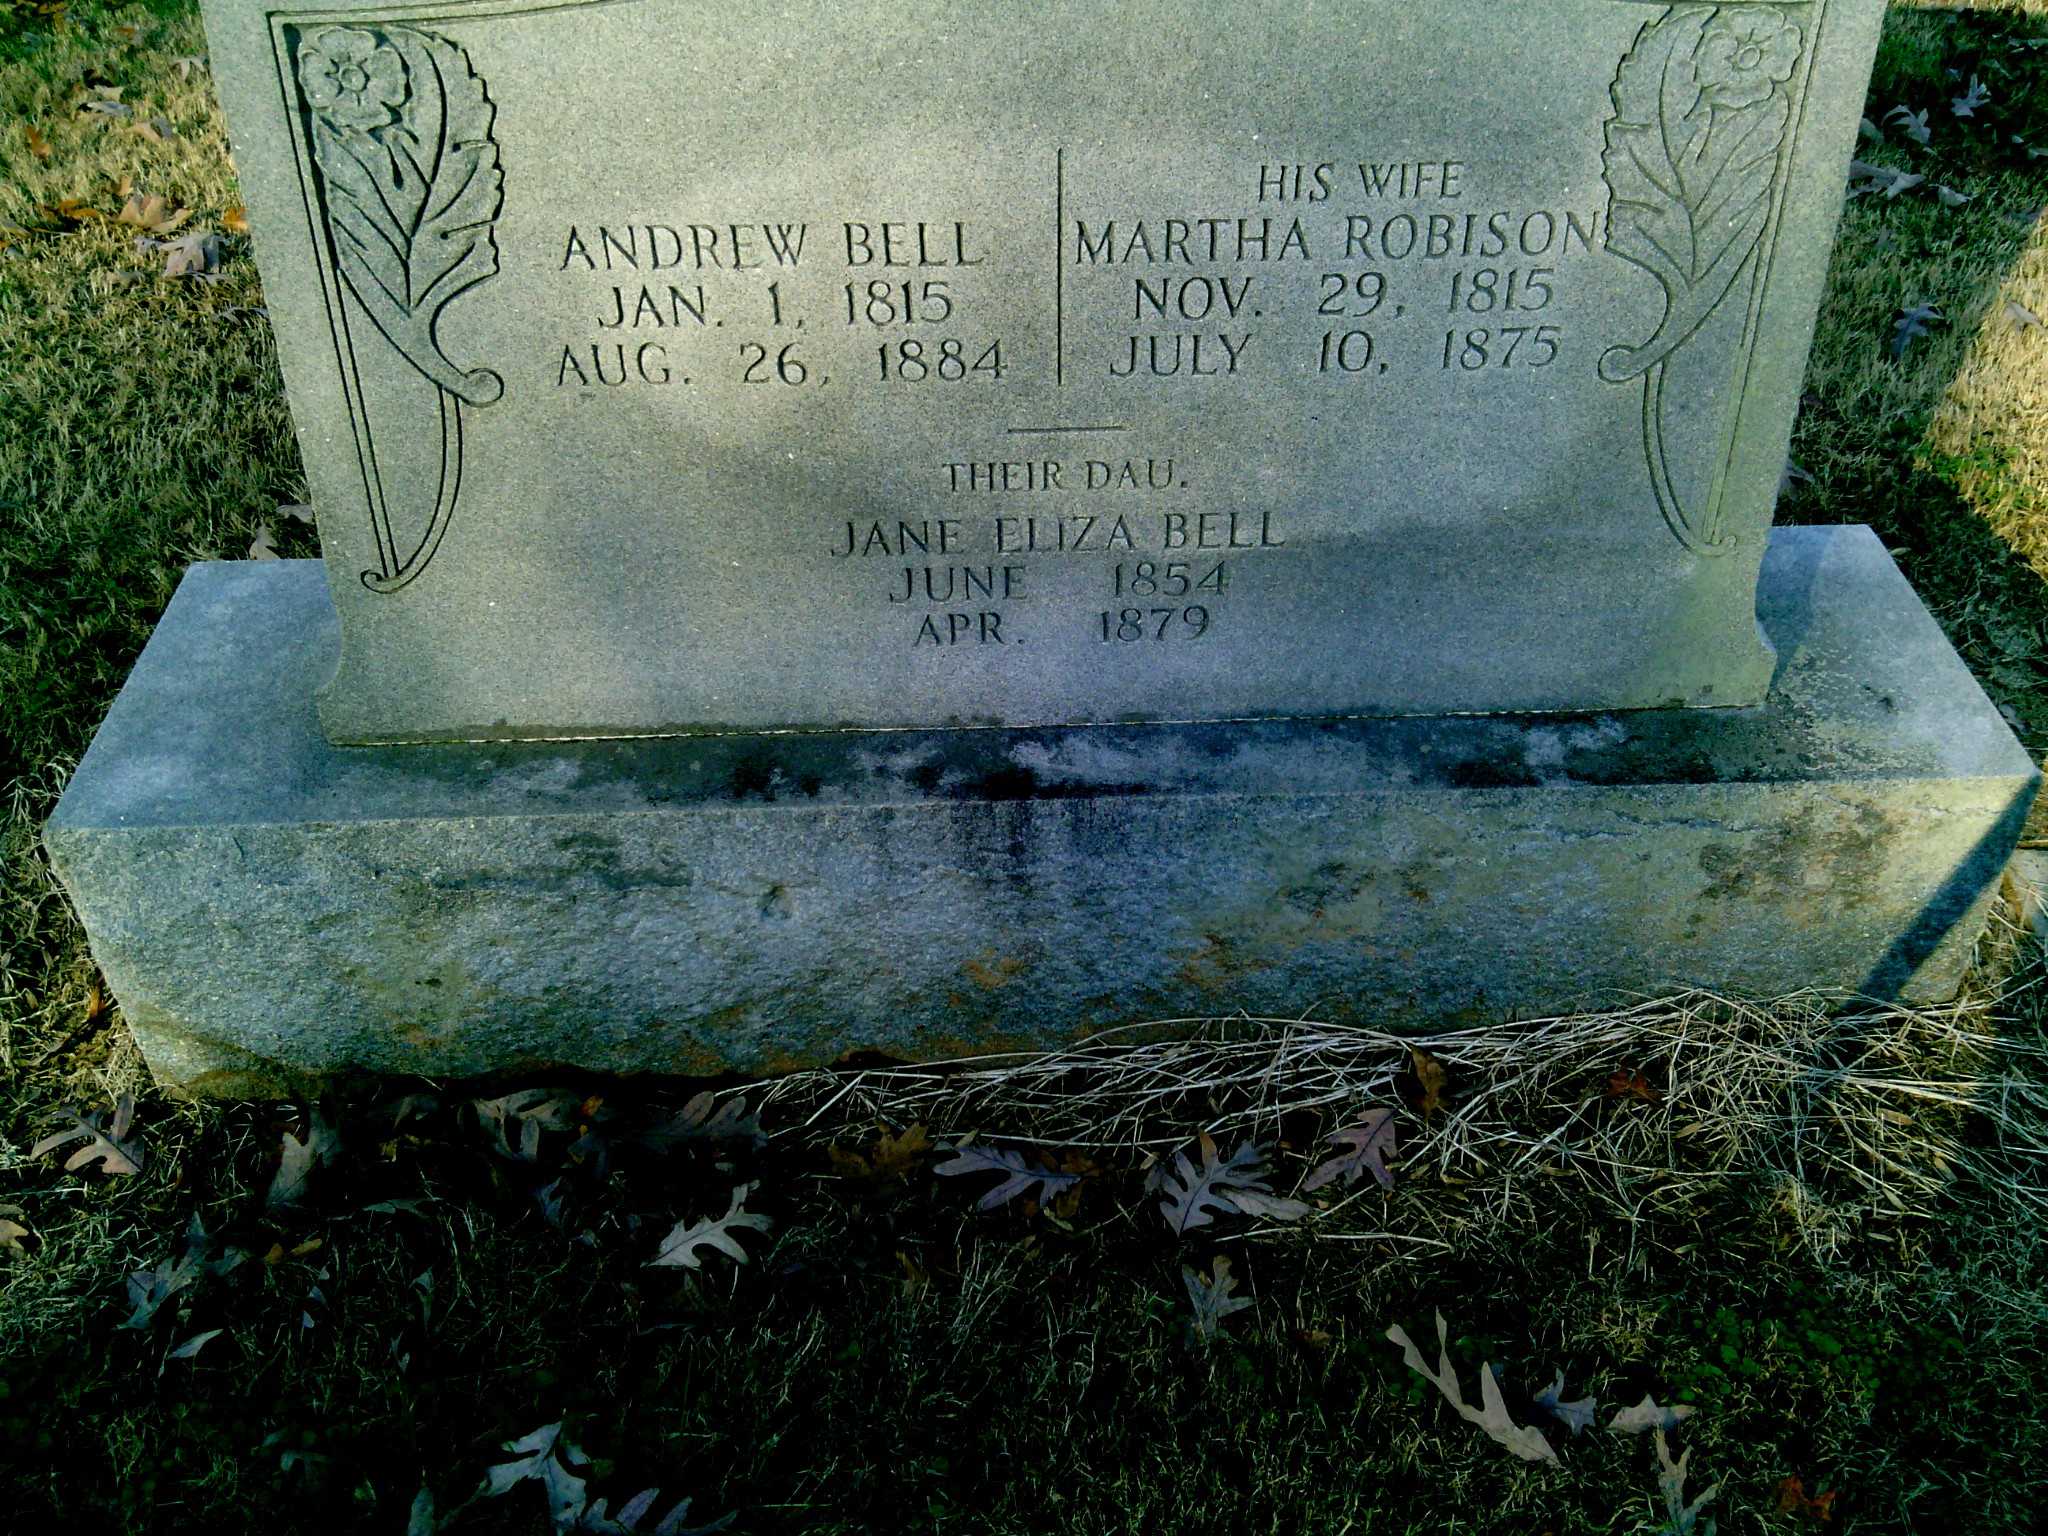 ANDREW BELL
JAN. 1, 1815
AUG. 26, 1884
HIS WIFE
MARTHA ROBISON
NOV. 29, 1815
JULY 10, 1875
THEIR DAU.
JANE ELIZA BELL
JUNE 1854
APR. 1879